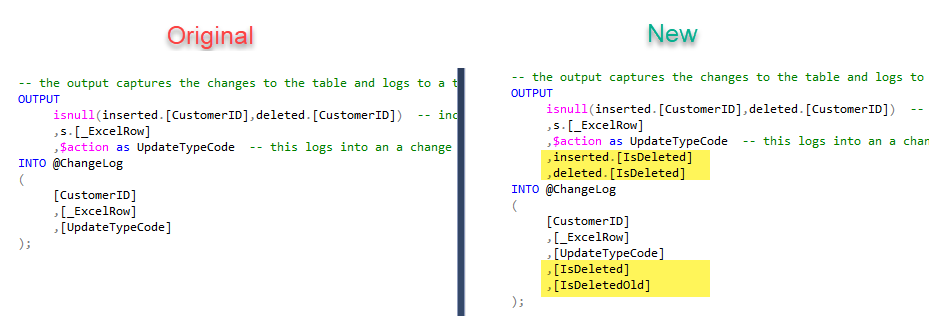 Original
-- the output captures the changes to the table and logs to a t
OUTPUT
isnull(inserted.[CustomerID],deleted.[CustomerID]) -- inc
,s.[_ExcelRow]
,$action as UpdateTypeCode -- this logs into an a change
INTO @ChangeLog
(
[CustomerID]
,[_ExcelRow]
,[UpdateTypeCode]
);
New
-- the output captures the changes to the table and logs to
OUTPUT
isnull(inserted.[CustomerID],deleted.[CustomerID]) --
,s.[_ExcelRow]
,$action as UpdateTypeCode -- this logs into an a chan
,inserted.[IsDeleted]
,deleted.[IsDeleted]
INTO @ChangeLog
(
[CustomerID]
,[_ExcelRow]
,[UpdateTypeCode]
,[IsDeleted]
,[IsDeletedOld]
);